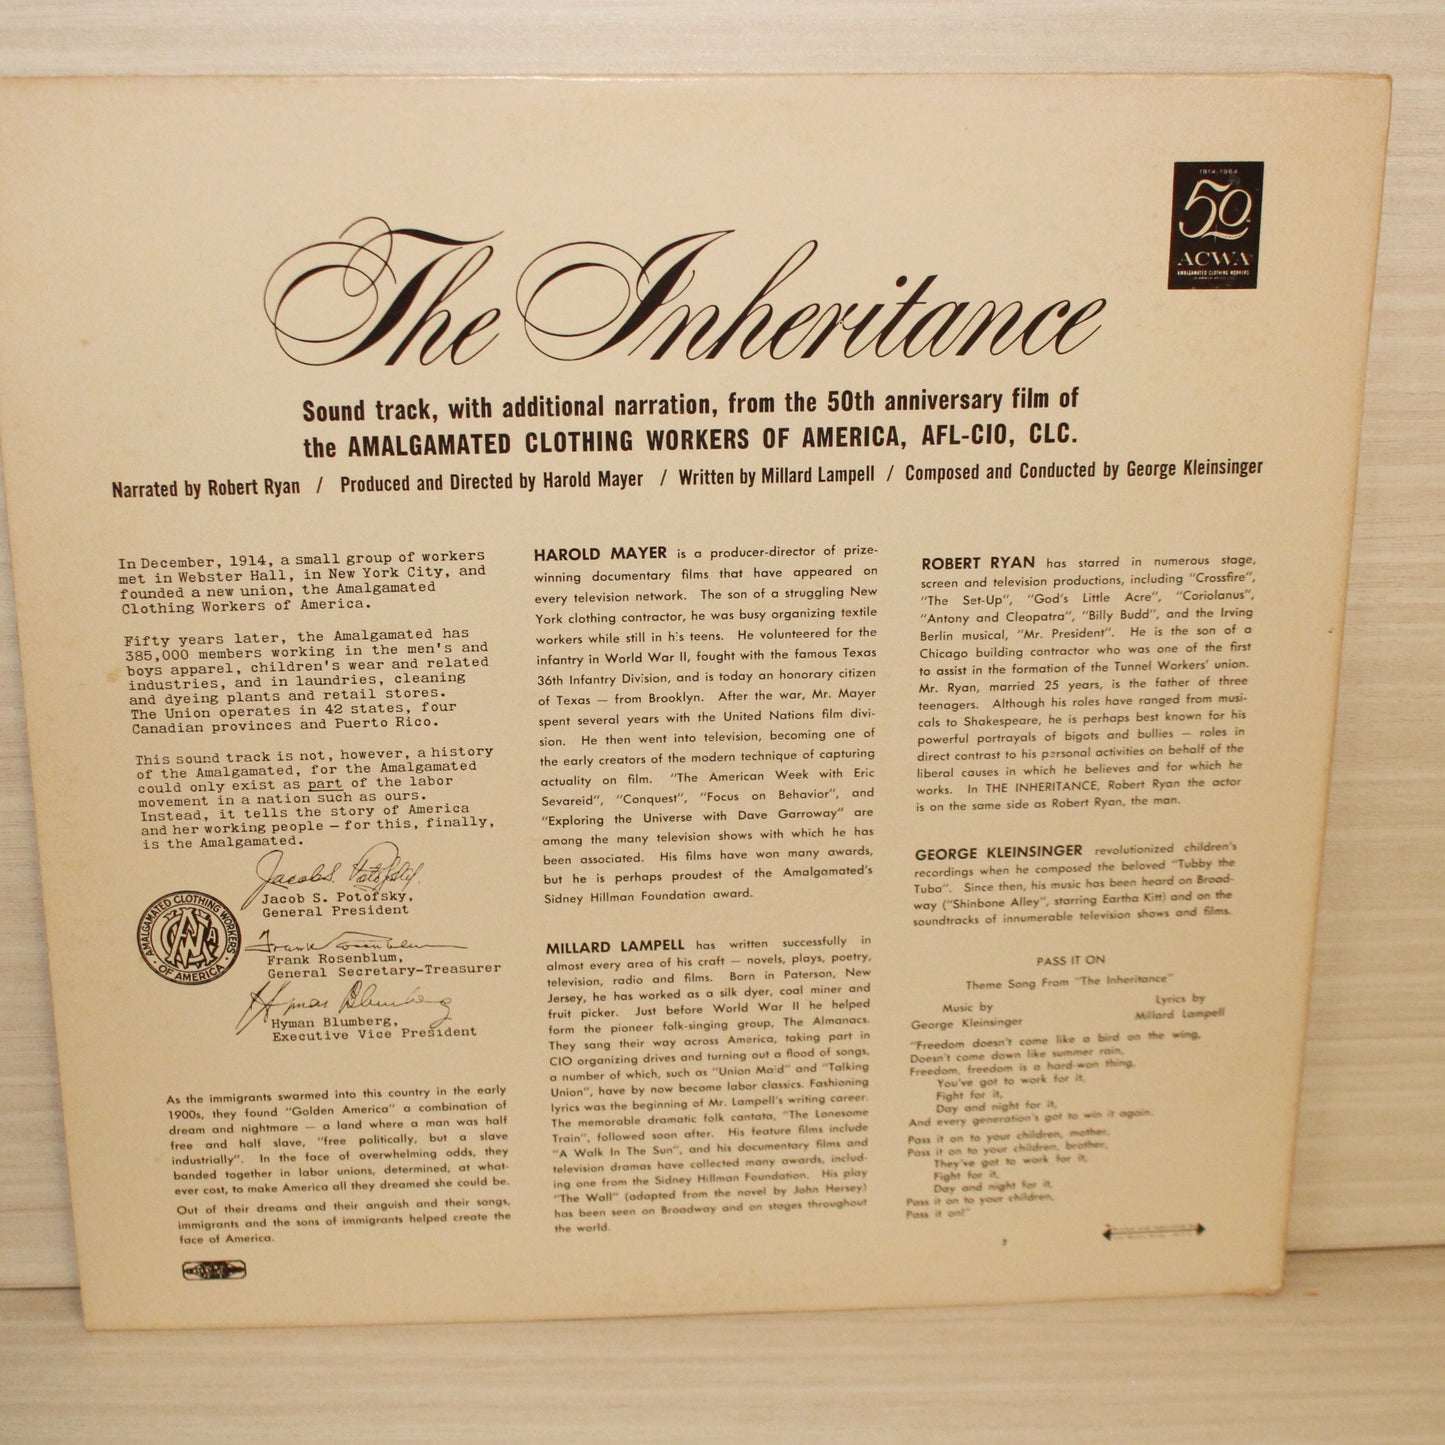 1914-1964
50
ACWA
AMALGAMATED CLOTHING WORKERS
The Inheritance
Sound track, with additional narration, from the 50th anniversary film of
the AMALGAMATED CLOTHING WORKERS OF AMERICA, AFL-CIO, CLC.
Narrated by Robert Ryan / Produced and Directed by Harold Mayer / Written by Millard Lampell / Composed and Conducted by George Kleinsinger
In December, 1914, a small group of workers
met in Webster Hall, in New York City, and
founded a new union, the Amalgamated
Clothing Workers of America.
Fifty years later, the Amalgamated has
385,000 members working in the men's and
boys apparel, children's wear and related
industries, and in laundries, cleaning
and dyeing plants and retail stores.
The Union operates in 42 states, four
Canadian provinces and Puerto Rico.
This sound track is not, however, a history
of the Amalgamated, for the Amalgamated
could only exist as part of the labor
movement in a nation such as ours.
Instead, it tells the story of America
and her working people — for this, finally,
is the Amalgamated.
Jacob S. Potofsky
Jacob S. Potofsky,
General President
Frank Rosenblum
Frank Rosenblum,
General Secretary-Treasurer
Hyman Blumberg
Hyman Blumberg,
Executive Vice President
AMALGAMATED CLOTHING WORKERS
OF AMERICA
As the immigrants swarmed into this country in the early
1900s, they found "Golden America" a combination of
dream and nightmare — a land where a man was half
free and half slave, "free politically, but a slave
industrially". In the face of overwhelming odds, they
banded together in labor unions, determined, at what-
ever cost, to make America all they dreamed she could be.
Out of their dreams and their anguish and their songs,
immigrants and the sons of immigrants helped create the
face of America.
HAROLD MAYER is a producer-director of prize-
winning documentary films that have appeared on
every television network. The son of a struggling New
York clothing contractor, he was busy organizing textile
workers while still in his teens. He volunteered for the
infantry in World War II, fought with the famous Texas
36th Infantry Division, and is today an honorary citizen
of Texas — from Brooklyn. After the war, Mr. Mayer
spent several years with the United Nations film divi-
sion. He then went into television, becoming one of
the early creators of the modern technique of capturing
actuality on film. "The American Week with Eric
Sevareid", "Conquest", "Focus on Behavior", and
"Exploring the Universe with Dave Garroway" are
among the many television shows with which he has
been associated. His films have won many awards,
but he is perhaps proudest of the Amalgamated's
Sidney Hillman Foundation award.
MILLARD LAMPELL has written successfully in
almost every area of his craft — novels, plays, poetry,
television, radio and films. Born in Paterson, New
Jersey, he has worked as a silk dyer, coal miner and
fruit picker. Just before World War II he helped
form the pioneer folk-singing group, The Almanacs.
They sang their way across America, taking part in
CIO organizing drives and turning out a flood of songs,
a number of which, such as "Union Maid" and "Talking
Union", have by now become labor classics. Fashioning
lyrics was the beginning of Mr. Lampell's writing career.
The memorable dramatic folk cantata, "The Lonesome
Train", followed soon after. His feature films include
"A Walk In The Sun", and his documentary films and
television dramas have collected many awards, includ-
ing one from the Sidney Hillman Foundation. His play
"The Wall" (adapted from the novel by John Hersey)
has been seen on Broadway and on stages throughout
the world.
ROBERT RYAN has starred in numerous stage,
screen and television productions, including "Crossfire",
"The Set-Up", "God's Little Acre", "Coriolanus",
"Antony and Cleopatra", "Billy Budd", and the Irving
Berlin musical, "Mr. President". He is the son of a
Chicago building contractor who was one of the first
to assist in the formation of the Tunnel Workers' union.
Mr. Ryan, married 25 years, is the father of three
teenagers. Although his roles have ranged from musi-
cals to Shakespeare, he is perhaps best known for his
powerful portrayals of bigots and bullies — roles in
direct contrast to his personal activities on behalf of the
liberal causes in which he believes and for which he
works. In THE INHERITANCE, Robert Ryan the actor
is on the same side as Robert Ryan, the man.
GEORGE KLEINSINGER revolutionized children's
recordings when he composed the beloved "Tubby the
Tuba". Since then, his music has been heard on Broad-
way ("Shinbone Alley", starring Eartha Kitt) and on the
soundtracks of innumerable television shows and films.
PASS IT ON
Theme Song From "The Inheritance"
Music by
George Kleinsinger
Lyrics by
Millard Lampell
"Freedom doesn't come like a bird on the wing,
Doesn't come down like summer rain,
Freedom, freedom is a hard-won thing,
You've got to work for it,
Fight for it,
Day and night for it,
And every generation's got to win it again.
Pass it on to your children, mother,
Pass it on to your children, brother,
They've got to work for it,
Fight for it,
Day and night for it,
Pass it on to your children,
Pass it on!"